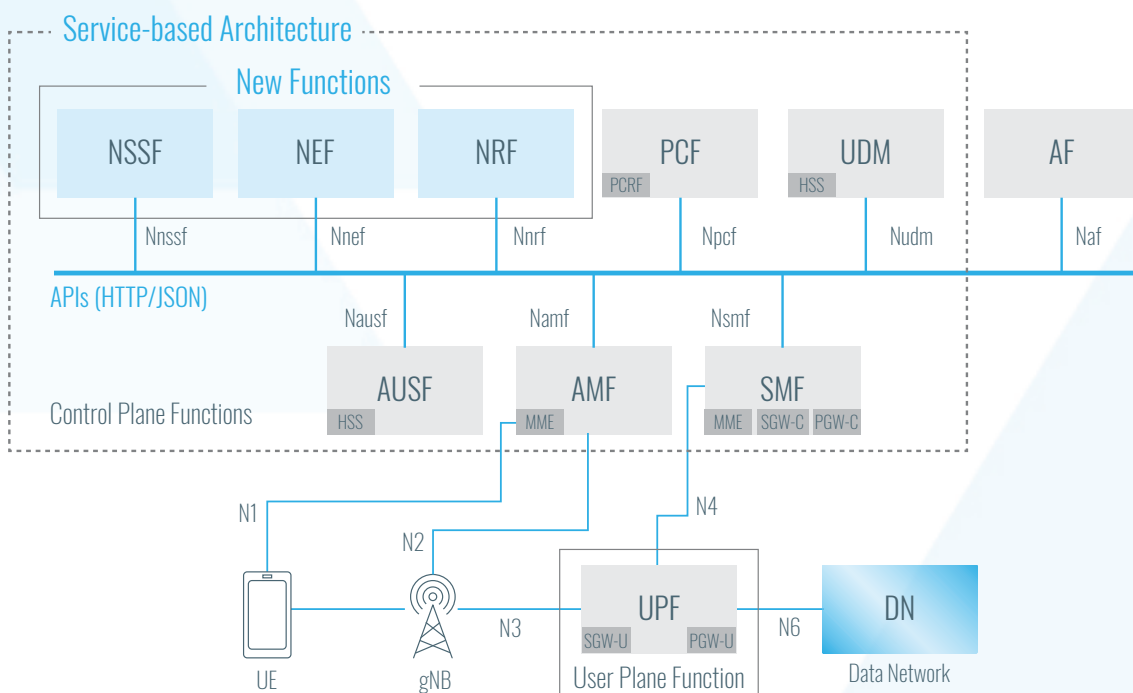 Service-based Architecture
New Functions
NSSF
NEF
NRF
PCF
PCRF
UDM
HSS
AF
Nnssf
Nnef
Nnrf
Npcf
Nudm
Naf
APIs (HTTP/JSON)
Nausf
Namf
Nsmf
AUSF
HSS
AMF
MME
SMF
MME
SGW-C
PGW-C
Control Plane Functions
N1
N2
N4
UPF
SGW-U
PGW-U
DN
N3
N6
UE
gNB
User Plane Function
Data Network